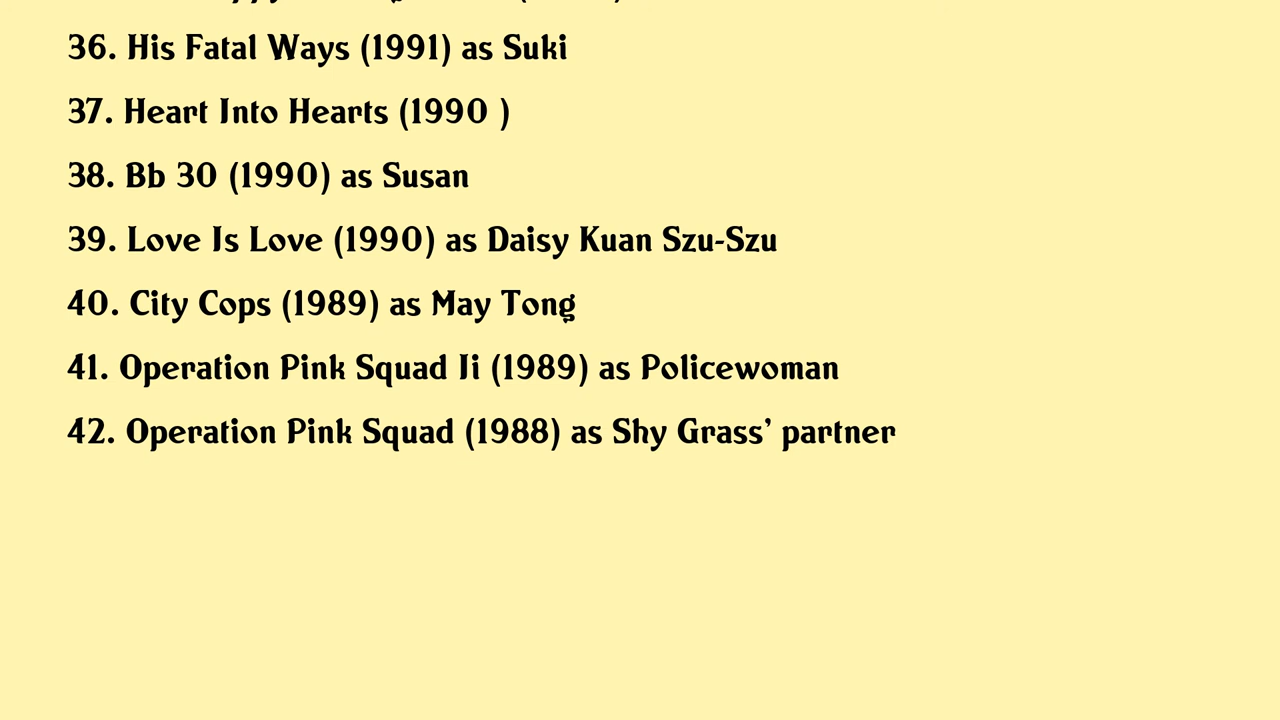 36. His Fatal Ways (1991) as Suki
37. Heart Into Hearts (1990 )
38. Bb 30 (1990) as Susan
39. Love Is Love (1990) as Daisy Kuan Szu-Szu
40. City Cops (1989) as May Tong
41. Operation Pink Squad Ii (1989) as Policewoman
42. Operation Pink Squad (1988) as Shy Grass' partner